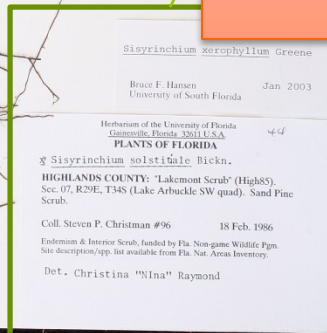 Sisyrinchium xerophyllum Greene
Bruce F. Hansen Jan 2003
University of South Florida
Herbarium of the University of Florida
Gainesville, Florida 32611 U.S.A.
44
PLANTS OF FLORIDA
Sisyrinchium solstitiale Bickn.
HIGHLANDS COUNTY: "Lakemont Scrub" (High85).
Sec. 07, R29E, T34S (Lake Arbuckle SW quad). Sand Pine
Scrub.
Coll. Steven P. Christman #96 18 Feb. 1986
Endemism & Interior Scrub, funded by Fla. Non-game Wildlife Pgm.
Site description/spp. list available from Fla. Nat. Areas Inventory.
Det. Christina "NIna" Raymond